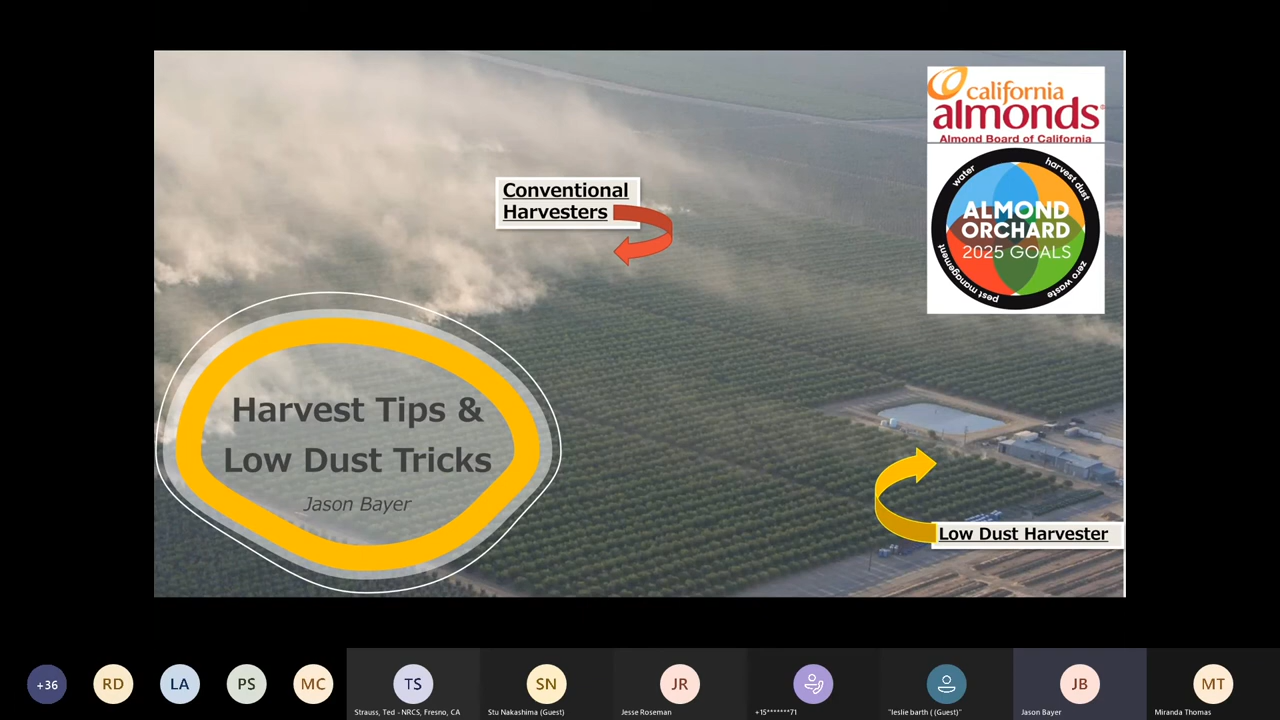 california
almonds®
Almond Board of California
water
harvest dust
ALMOND
ORCHARD
2025 GOALS
pest management
zero waste
Conventional
Harvesters
Harvest Tips &
Low Dust Tricks
Jason Bayer
Low Dust Harvester
+36
RD
LA
PS
MC
TS
SN
JR
JB
MT
Strauss, Ted - NRCS, Fresno, CA
Stu Nakashima (Guest)
Jesse Roseman
+15*******71
"leslie barth ( (Guest)"
Jason Bayer
Miranda Thomas